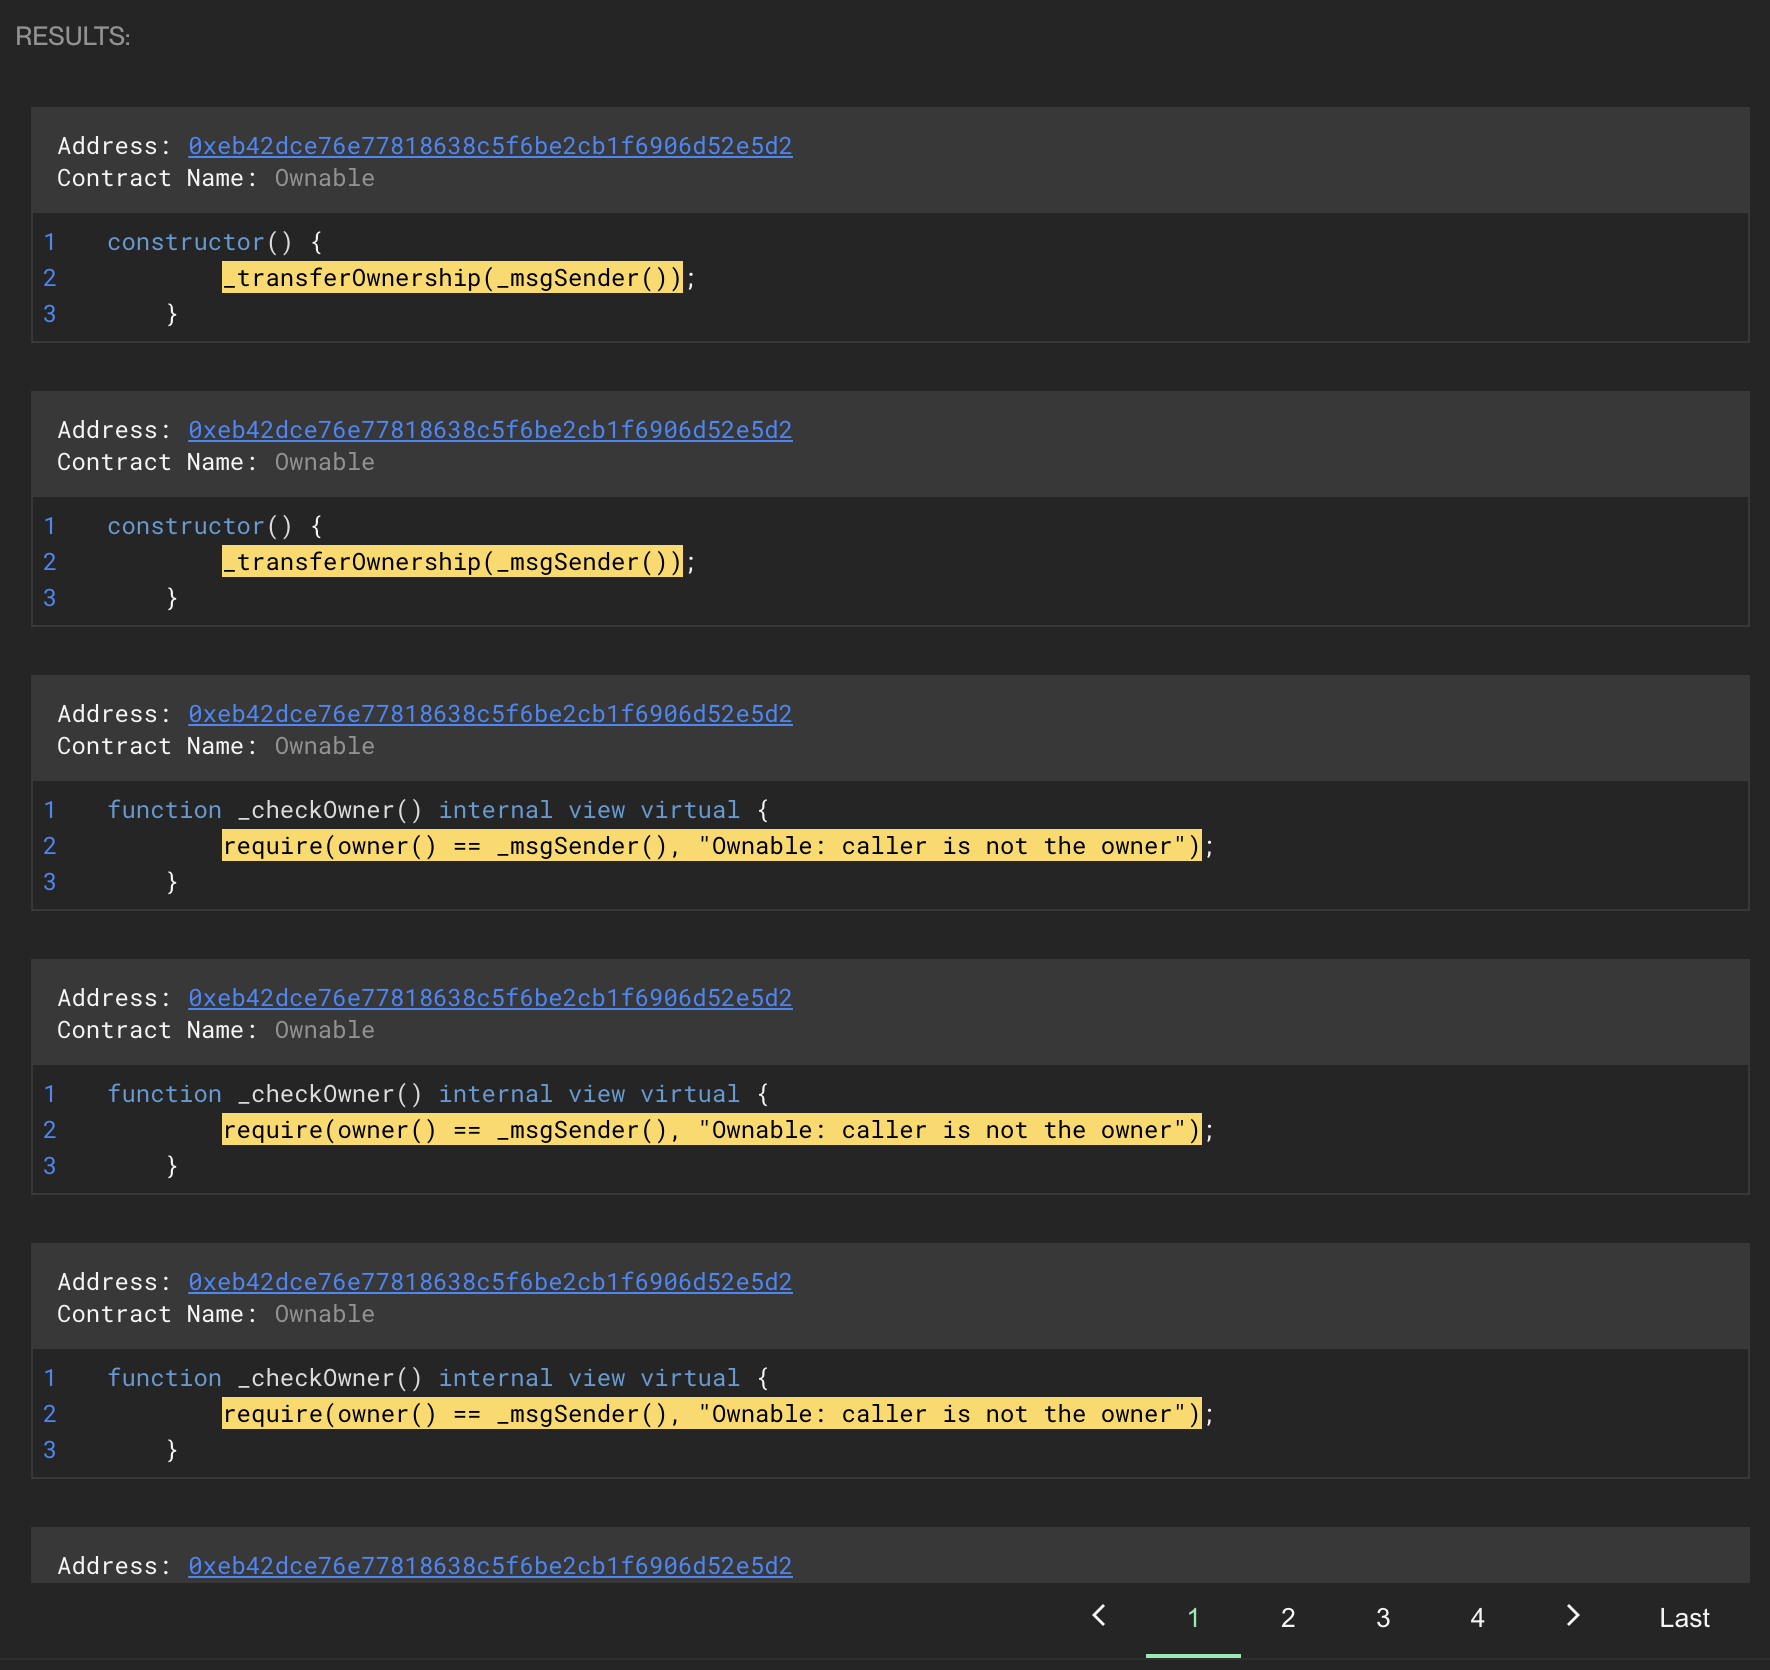 RESULTS:
Address: 0xeb42dce76e77818638c5f6be2cb1f6906d52e5d2
Contract Name: Ownable
1 constructor() {
2 _transferOwnership(_msgSender());
3 }
Address: 0xeb42dce76e77818638c5f6be2cb1f6906d52e5d2
Contract Name: Ownable
1 constructor() {
2 _transferOwnership(_msgSender());
3 }
Address: 0xeb42dce76e77818638c5f6be2cb1f6906d52e5d2
Contract Name: Ownable
1 function _checkOwner() internal view virtual {
2 require(owner() == _msgSender(), "Ownable: caller is not the owner");
3 }
Address: 0xeb42dce76e77818638c5f6be2cb1f6906d52e5d2
Contract Name: Ownable
1 function _checkOwner() internal view virtual {
2 require(owner() == _msgSender(), "Ownable: caller is not the owner");
3 }
Address: 0xeb42dce76e77818638c5f6be2cb1f6906d52e5d2
Contract Name: Ownable
1 function _checkOwner() internal view virtual {
2 require(owner() == _msgSender(), "Ownable: caller is not the owner");
3 }
Address: 0xeb42dce76e77818638c5f6be2cb1f6906d52e5d2
1 2 3 4 Last